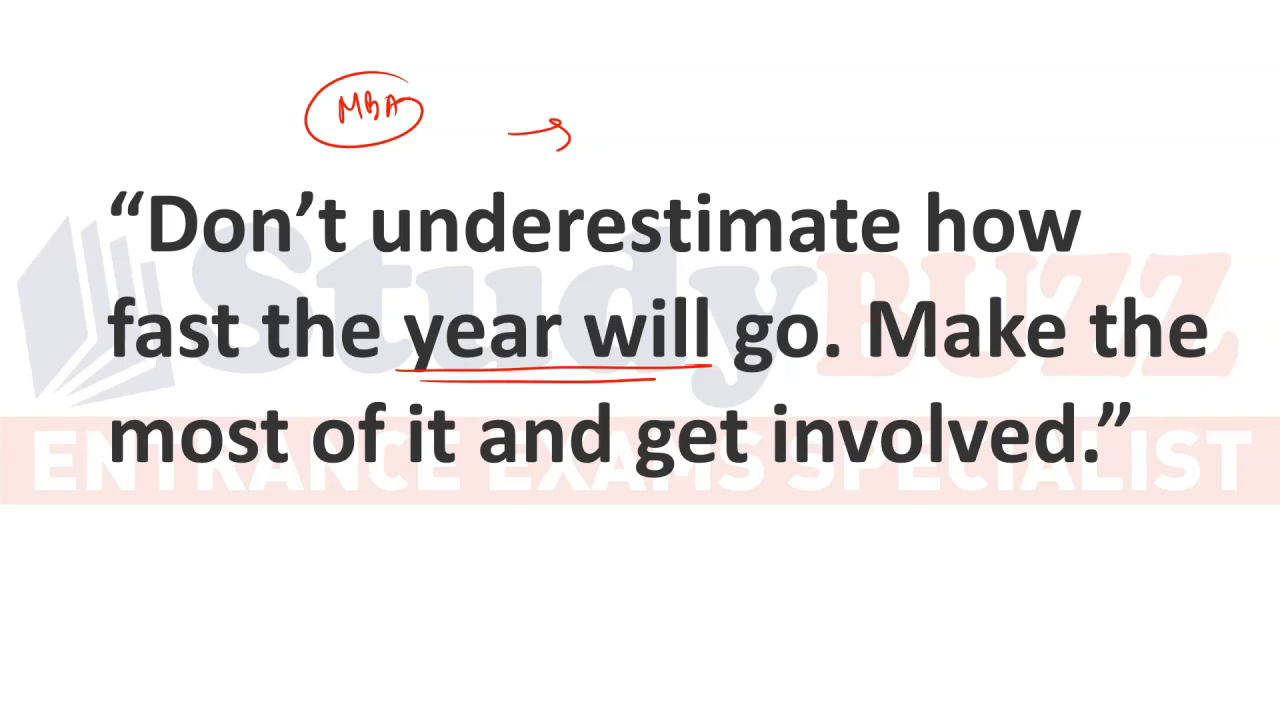 MBA
“Don’t underestimate how
fast the year will go. Make the
most of it and get involved.”
StudyBUZZ
ENTRANCE EXAMS SPECIALIST